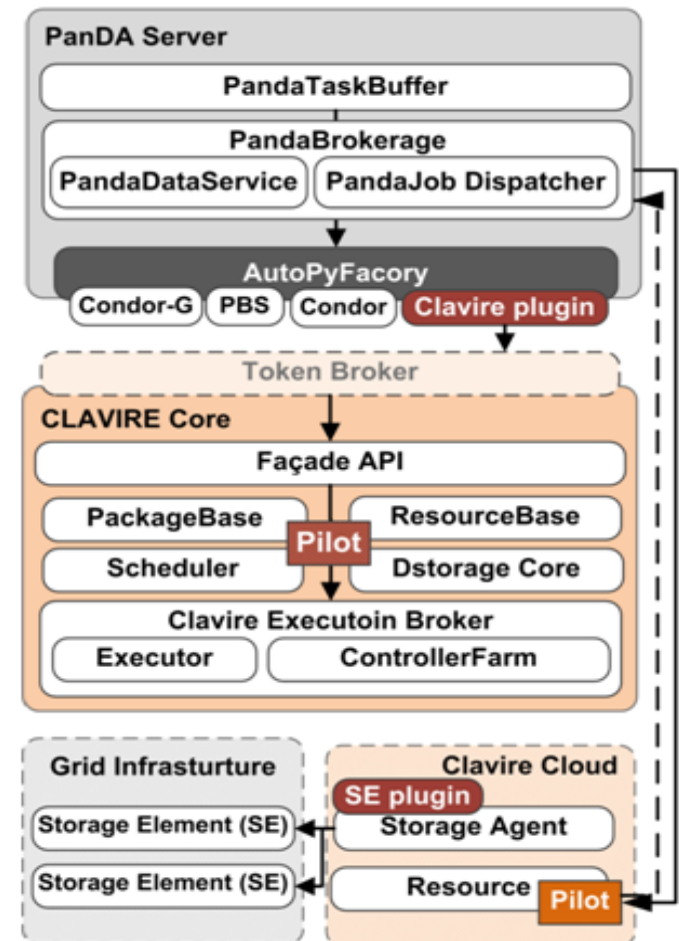 PanDA Server
PandaTaskBuffer
PandaBrokerage
PandaDataService
PandaJob Dispatcher
AutoPyFacory
Condor-G
PBS
Condor
Clavire plugin
Token Broker
CLAVIRE Core
Façade API
PackageBase
ResourceBase
Pilot
Scheduler
Dstorage Core
Clavire Executoin Broker
Executor
ControllerFarm
Grid Infrasturture
Clavire Cloud
SE plugin
Storage Element (SE)
Storage Agent
Storage Element (SE)
Resource
Pilot